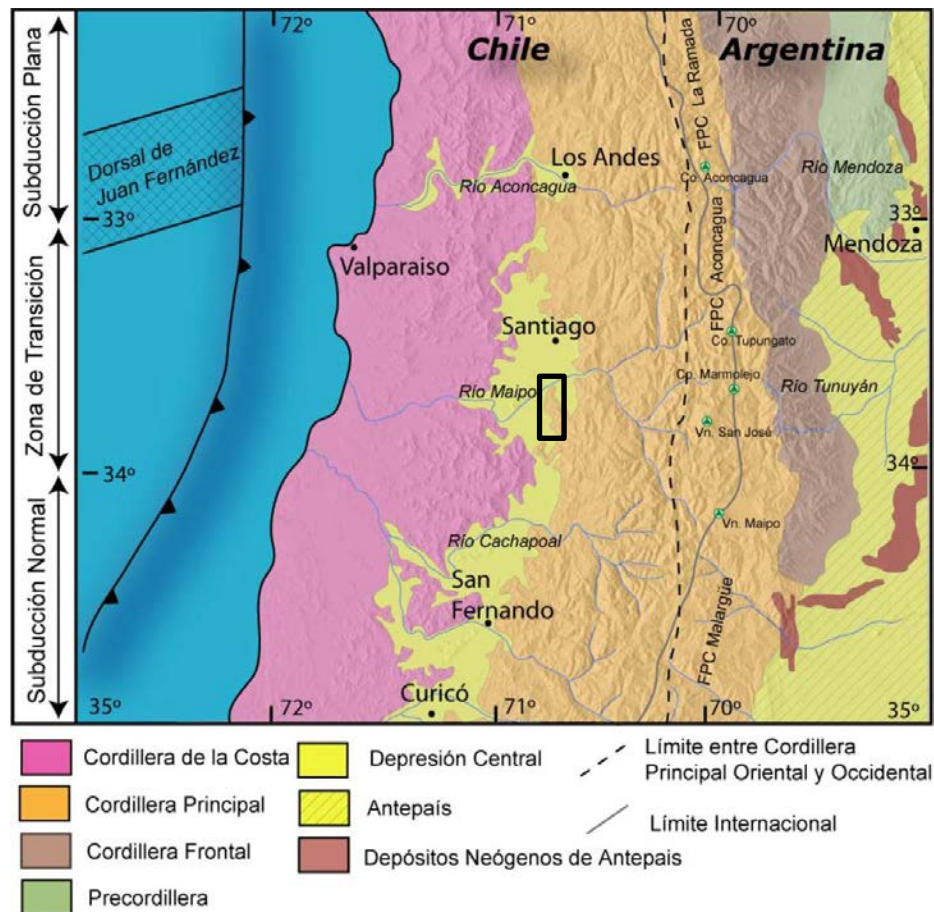 72°
71°
70°
Chile
Argentina
Subducción Plana
Zona de Transición
Subducción Normal
Dorsal de
Juan Fernández
FPC La Ramada
Los Andes
Río Aconcagua
Co. Aconcagua
Río Mendoza
33°
33°
Mendoza
Valparaiso
FPC Aconcagua
Santiago
Co. Tupungato
Río Maipo
Cp. Marmolejo
Río Tunuyán
Vn. San José
34°
34°
Vn. Maipo
Río Cachapoal
San
Fernando
FPC Malargüe
Curicó
35°
72°
71°
70°
35°
Cordillera de la Costa
Cordillera Principal
Cordillera Frontal
Precordillera
Depresión Central
Antepaís
Depósitos Neógenos de Antepais
Límite entre Cordillera
Principal Oriental y Occidental
Límite Internacional